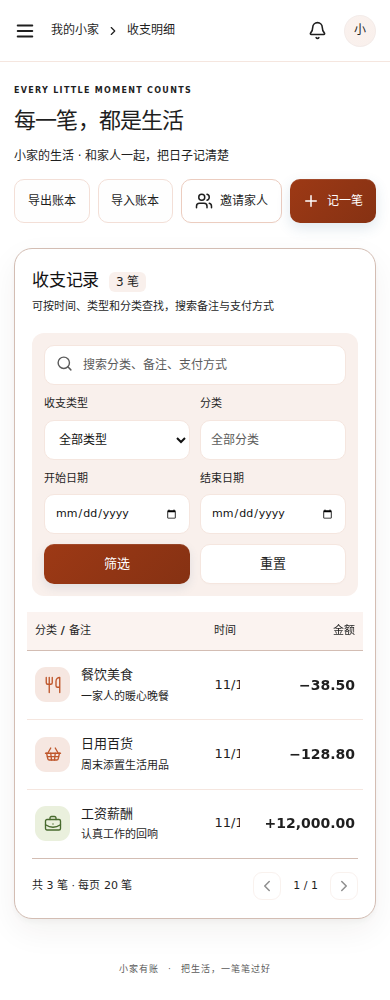 我的小家 > 收支明细
小
EVERY LITTLE MOMENT COUNTS
每一笔，都是生活
小家的生活 · 和家人一起，把日子记清楚
导出账本 导入账本 邀请家人 + 记一笔
收支记录 3 笔
可按时间、类型和分类查找，搜索备注与支付方式
搜索分类、备注、支付方式
收支类型 分类
全部类型 全部分类
开始日期 结束日期
mm/dd/yyyy mm/dd/yyyy
筛选 重置
分类 / 备注 时间 金额
餐饮美食
一家人的暖心晚餐 11/1 −38.50
日用百货
周末添置生活用品 11/1 −128.80
工资薪酬
认真工作的回响 11/1 +12,000.00
共 3 笔 · 每页 20 笔 1 / 1
小家有账 · 把生活，一笔笔过好